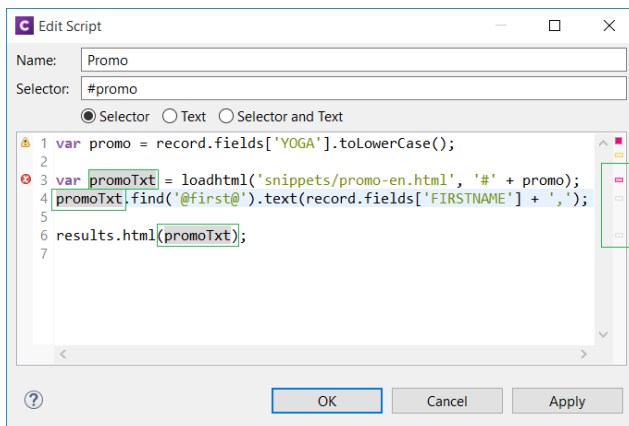 C Edit Script
Name: Promo
Selector: #promo
Selector Text Selector and Text
1 var promo = record.fields['YOGA'].toLowerCase();
2
3 var promoTxt = loadhtml('snippets/promo-en.html', '#' + promo);
4 promoTxt.find('@first@').text(record.fields['FIRSTNAME'] + ',');
5
6 results.html(promoTxt);
7
? OK Cancel Apply